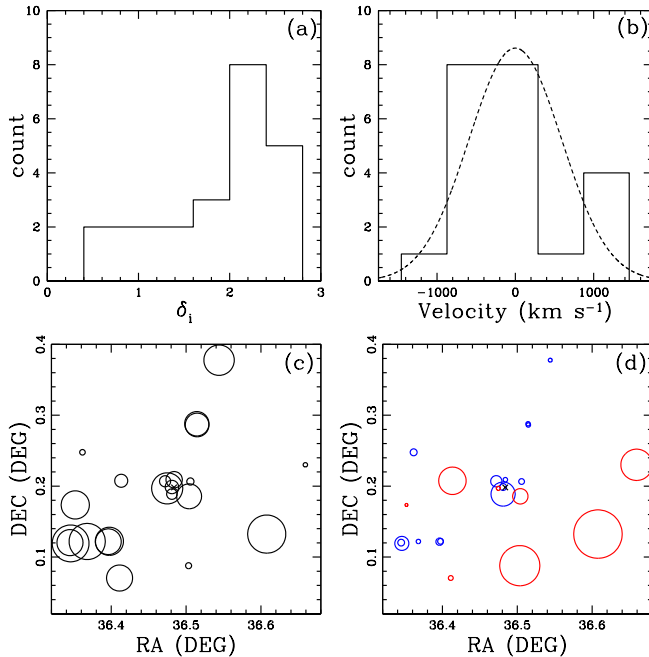 (a)
count
10
8
6
4
2
0
0 1 2 3
δi
(b)
count
10
8
6
4
2
0
−1000 0 1000
Velocity (km s−1)
(c)
DEC (DEG)
0.4
0.3
0.2
0.1
36.4 36.5 36.6
RA (DEG)
(d)
DEC (DEG)
0.4
0.3
0.2
0.1
36.4 36.5 36.6
RA (DEG)